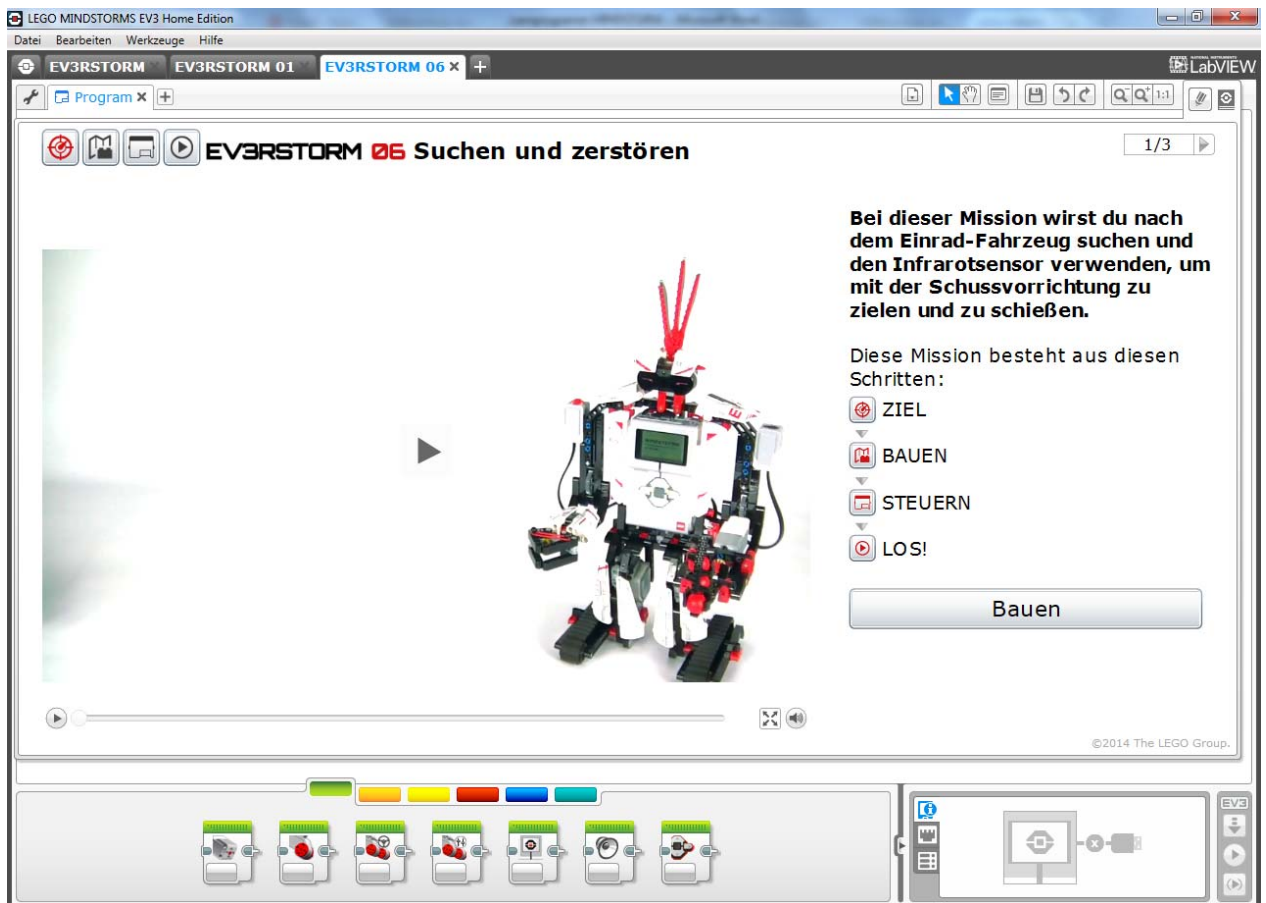 LEGO MINDSTORMS EV3 Home Edition
Datei Bearbeiten Werkzeuge Hilfe
EV3RSTORM EV3RSTORM 01 EV3RSTORM 06
LabVIEW
Program
1:1
EV3RSTORM 06 Suchen und zerstören
1/3
Bei dieser Mission wirst du nach
dem Einrad-Fahrzeug suchen und
den Infrarotsensor verwenden, um
mit der Schussvorrichtung zu
zielen und zu schießen.
Diese Mission besteht aus diesen
Schritten:
ZIEL
BAUEN
STEUERN
LOS!
Bauen
©2014 The LEGO Group.
EV3